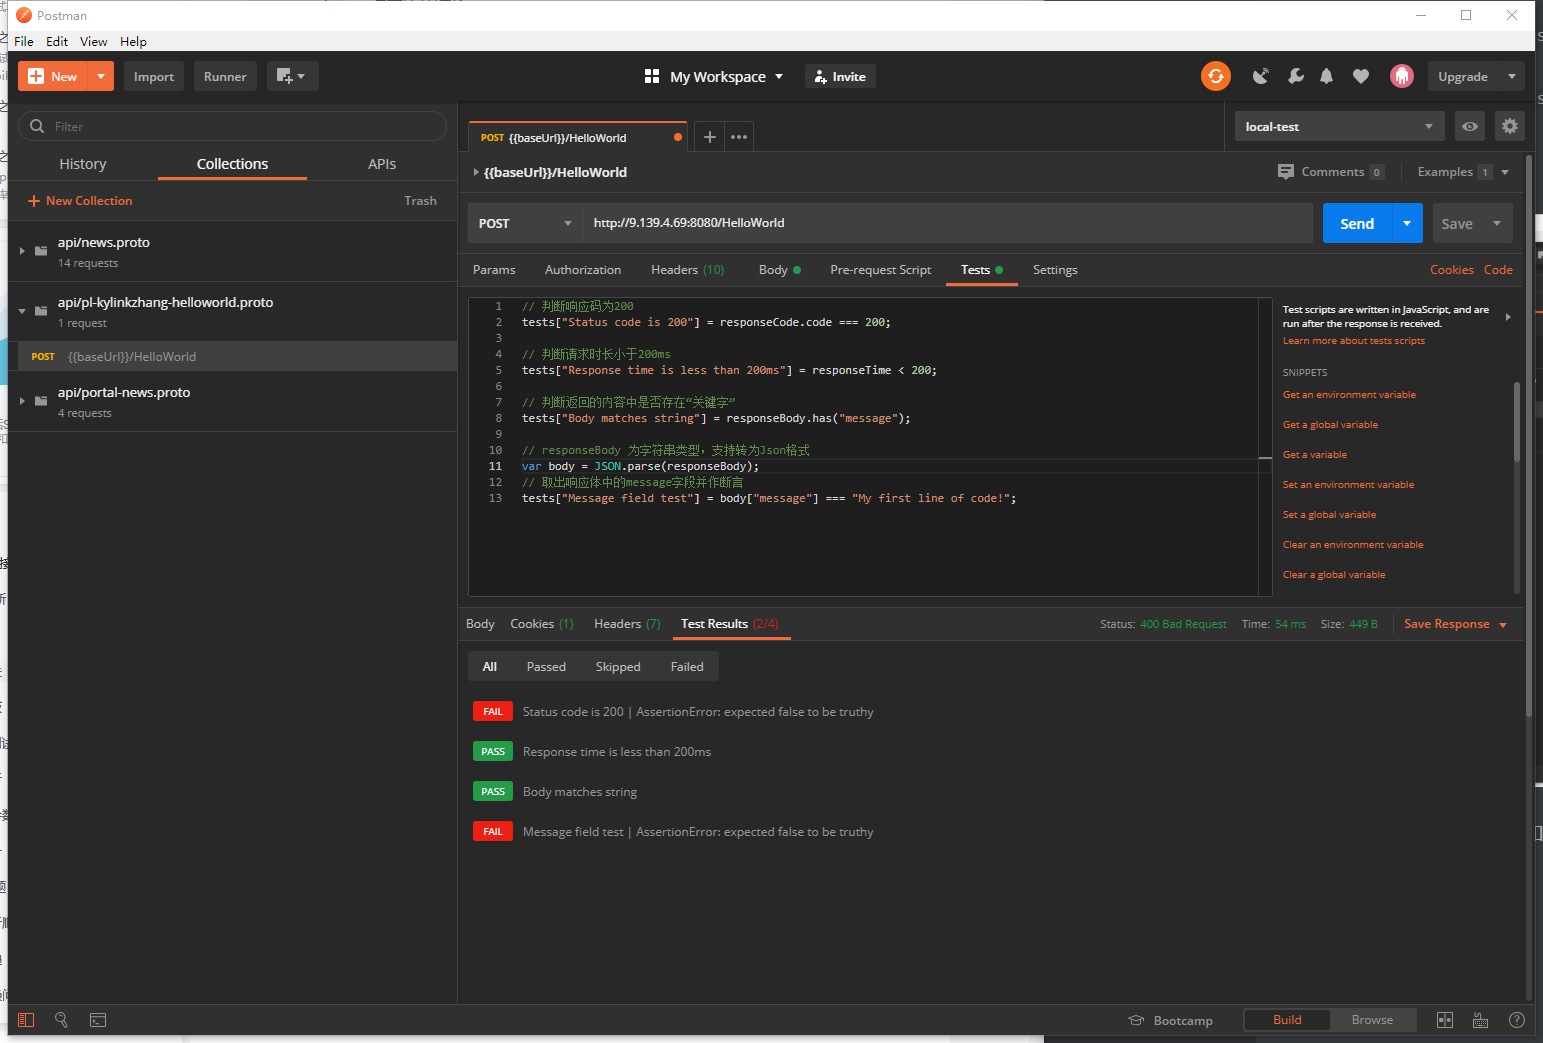 Postman
File Edit View Help
New Import Runner My Workspace Invite Upgrade
Filter
History Collections APIs
New Collection Trash
api/news.proto
14 requests
api/pl-kylinkzhang-helloworld.proto
1 request
POST {{baseUrl}}/HelloWorld
api/portal-news.proto
4 requests
POST {{baseUrl}}/HelloWorld
local-test
{{baseUrl}}/HelloWorld
Comments 0 Examples 1
POST http://9.139.4.69:8080/HelloWorld Send Save
Params Authorization Headers (10) Body Pre-request Script Tests Settings Cookies Code
1 // 判断响应码为200
2 tests["Status code is 200"] = responseCode.code === 200;
3
4 // 判断请求时长小于200ms
5 tests["Response time is less than 200ms"] = responseTime < 200;
6
7 // 判断返回的内容中是否存在“关键字”
8 tests["Body matches string"] = responseBody.has("message");
9
10 // responseBody 为字符串类型，支持转为Json格式
11 var body = JSON.parse(responseBody);
12 // 取出响应体中的message字段并作断言
13 tests["Message field test"] = body["message"] === "My first line of code!";
Test scripts are written in JavaScript, and are
run after the response is received.
Learn more about tests scripts
SNIPPETS
Get an environment variable
Get a global variable
Get a variable
Set an environment variable
Set a global variable
Clear an environment variable
Clear a global variable
Body Cookies (1) Headers (7) Test Results (2/4) Status: 400 Bad Request Time: 54 ms Size: 449 B Save Response
All Passed Skipped Failed
FAIL Status code is 200 | AssertionError: expected false to be truthy
PASS Response time is less than 200ms
PASS Body matches string
FAIL Message field test | AssertionError: expected false to be truthy
Bootcamp Build Browse